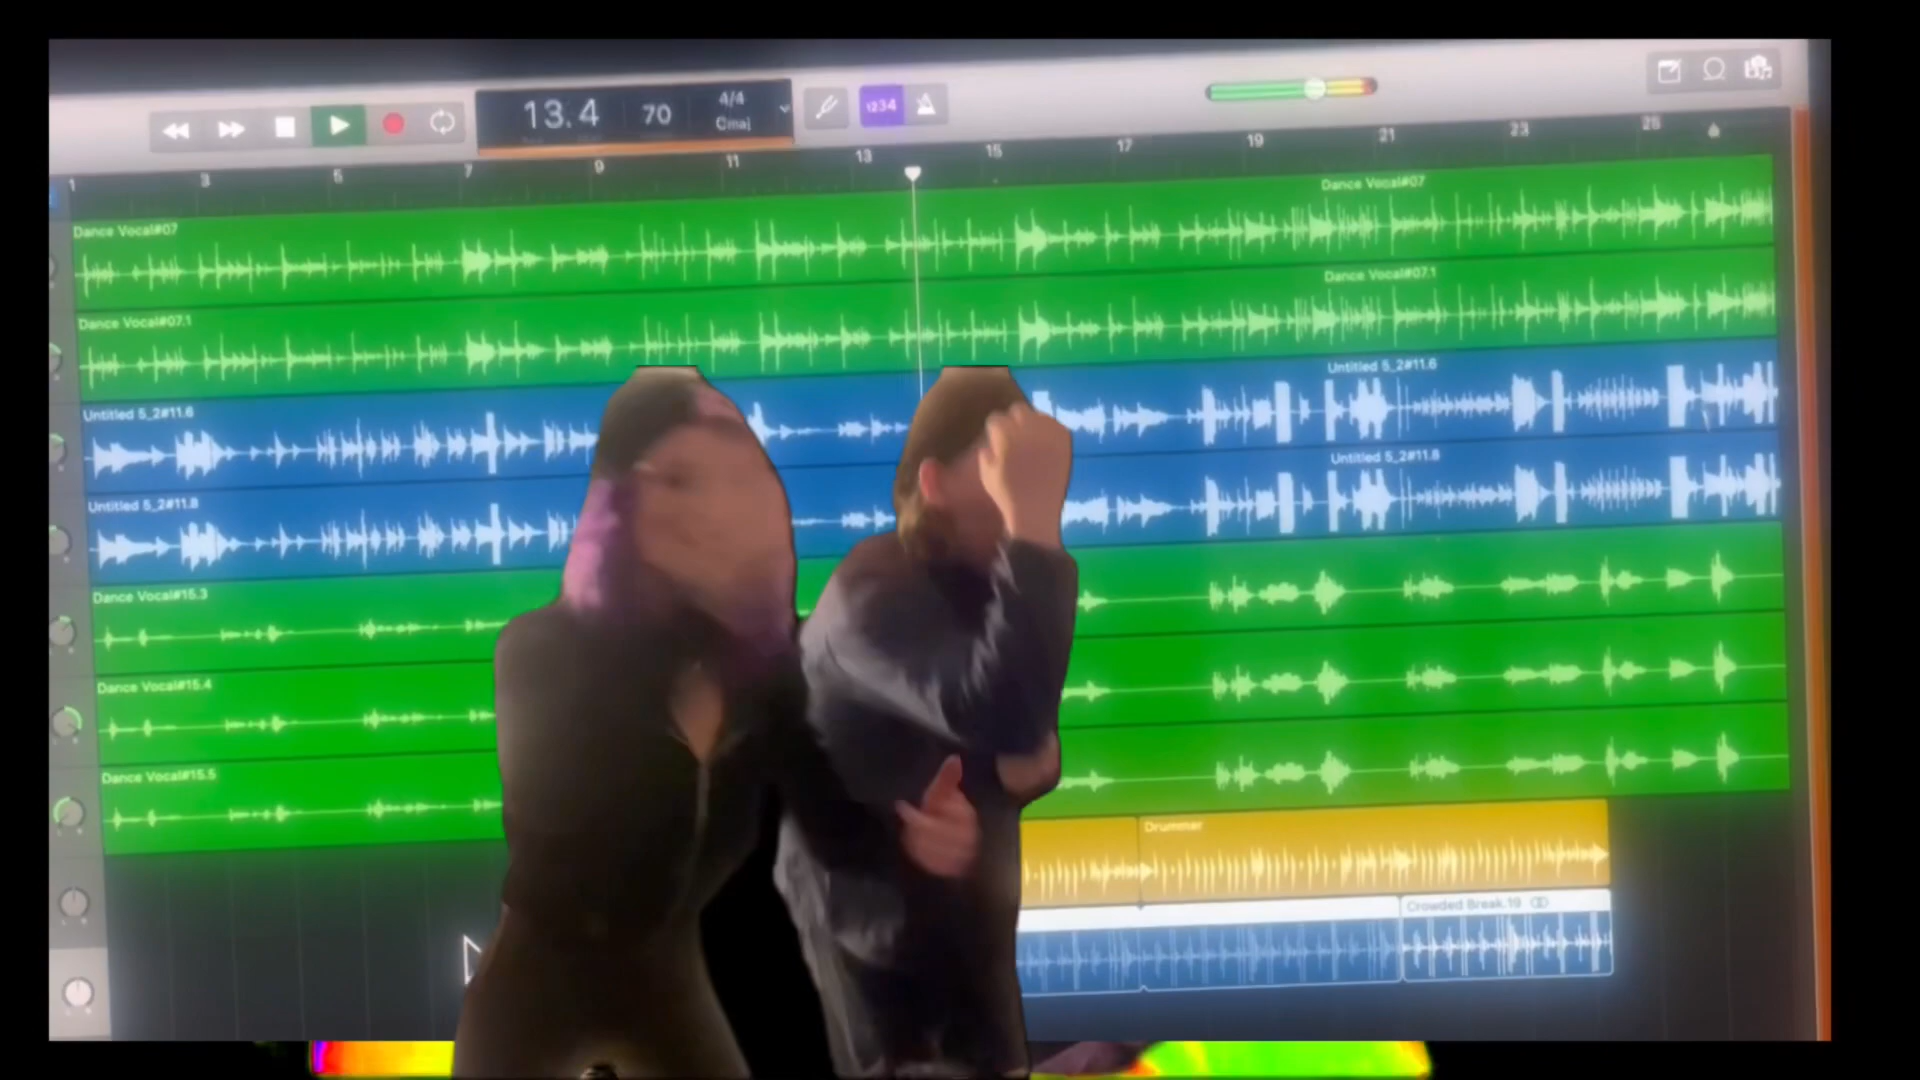 13.4 70 4/4
Cmaj
1234
1 3 5 7 9 11 13 15 17 19 21 23 25
Dance Vocal#07 Dance Vocal#07
Dance Vocal#07.1 Dance Vocal#07.1
Untitled 5_2#11.6 Untitled 5_2#11.6
Untitled 5_2#11.8 Untitled 5_2#11.8
Dance Vocal#15.3
Dance Vocal#15.4
Dance Vocal#15.5
Drummer
Crowded Break.19